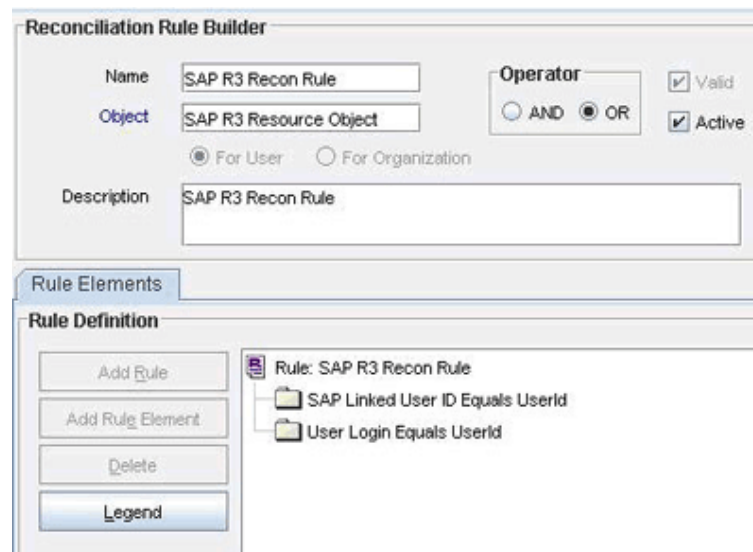 Reconciliation Rule Builder
Name SAP R3 Recon Rule
Operator
AND OR
Valid
Object SAP R3 Resource Object
Active
For User For Organization
Description SAP R3 Recon Rule
Rule Elements
Rule Definition
Add Rule
Add Rule Element
Delete
Legend
Rule: SAP R3 Recon Rule
SAP Linked User ID Equals UserId
User Login Equals UserId